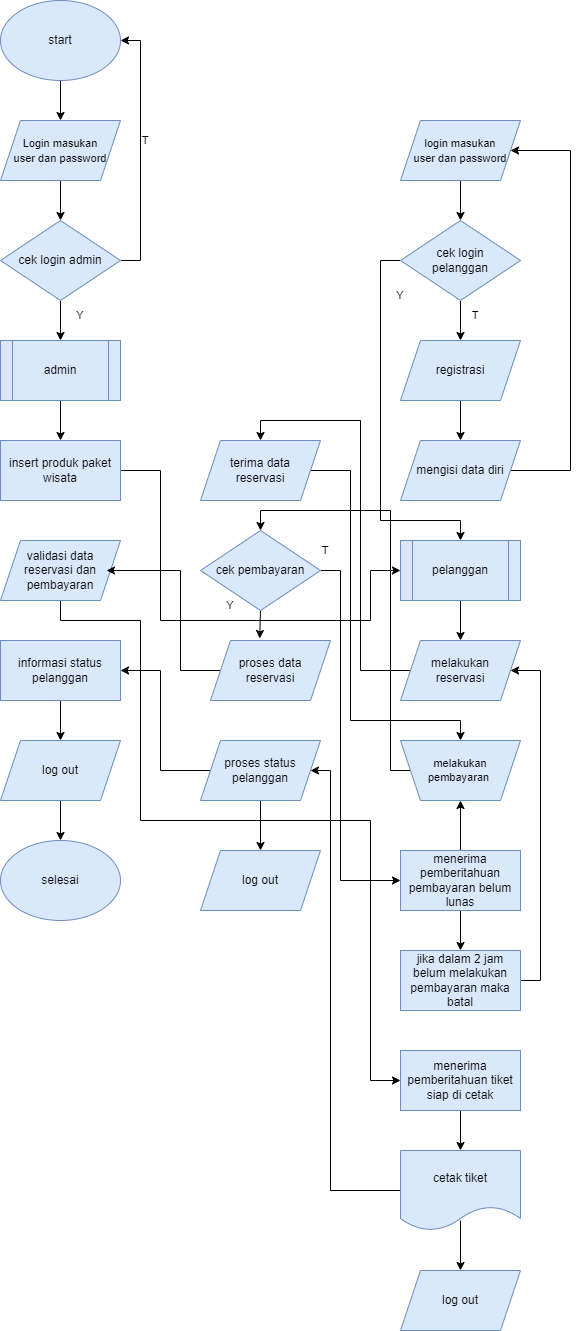 start
T
Login masukan
user dan password
cek login admin
Y
admin
insert produk paket
wisata
validasi data
reservasi dan
pembayaran
informasi status
pelanggan
log out
selesai
terima data
reservasi
cek pembayaran
T
Y
proses data
reservasi
proses status
pelanggan
log out
login masukan
user dan password
cek login
pelanggan
Y
T
registrasi
mengisi data diri
pelanggan
melakukan
reservasi
melakukan
pembayaran
menerima
pemberitahuan
pembayaran belum
lunas
jika dalam 2 jam
belum melakukan
pembayaran maka
batal
menerima
pemberitahuan tiket
siap di cetak
cetak tiket
log out